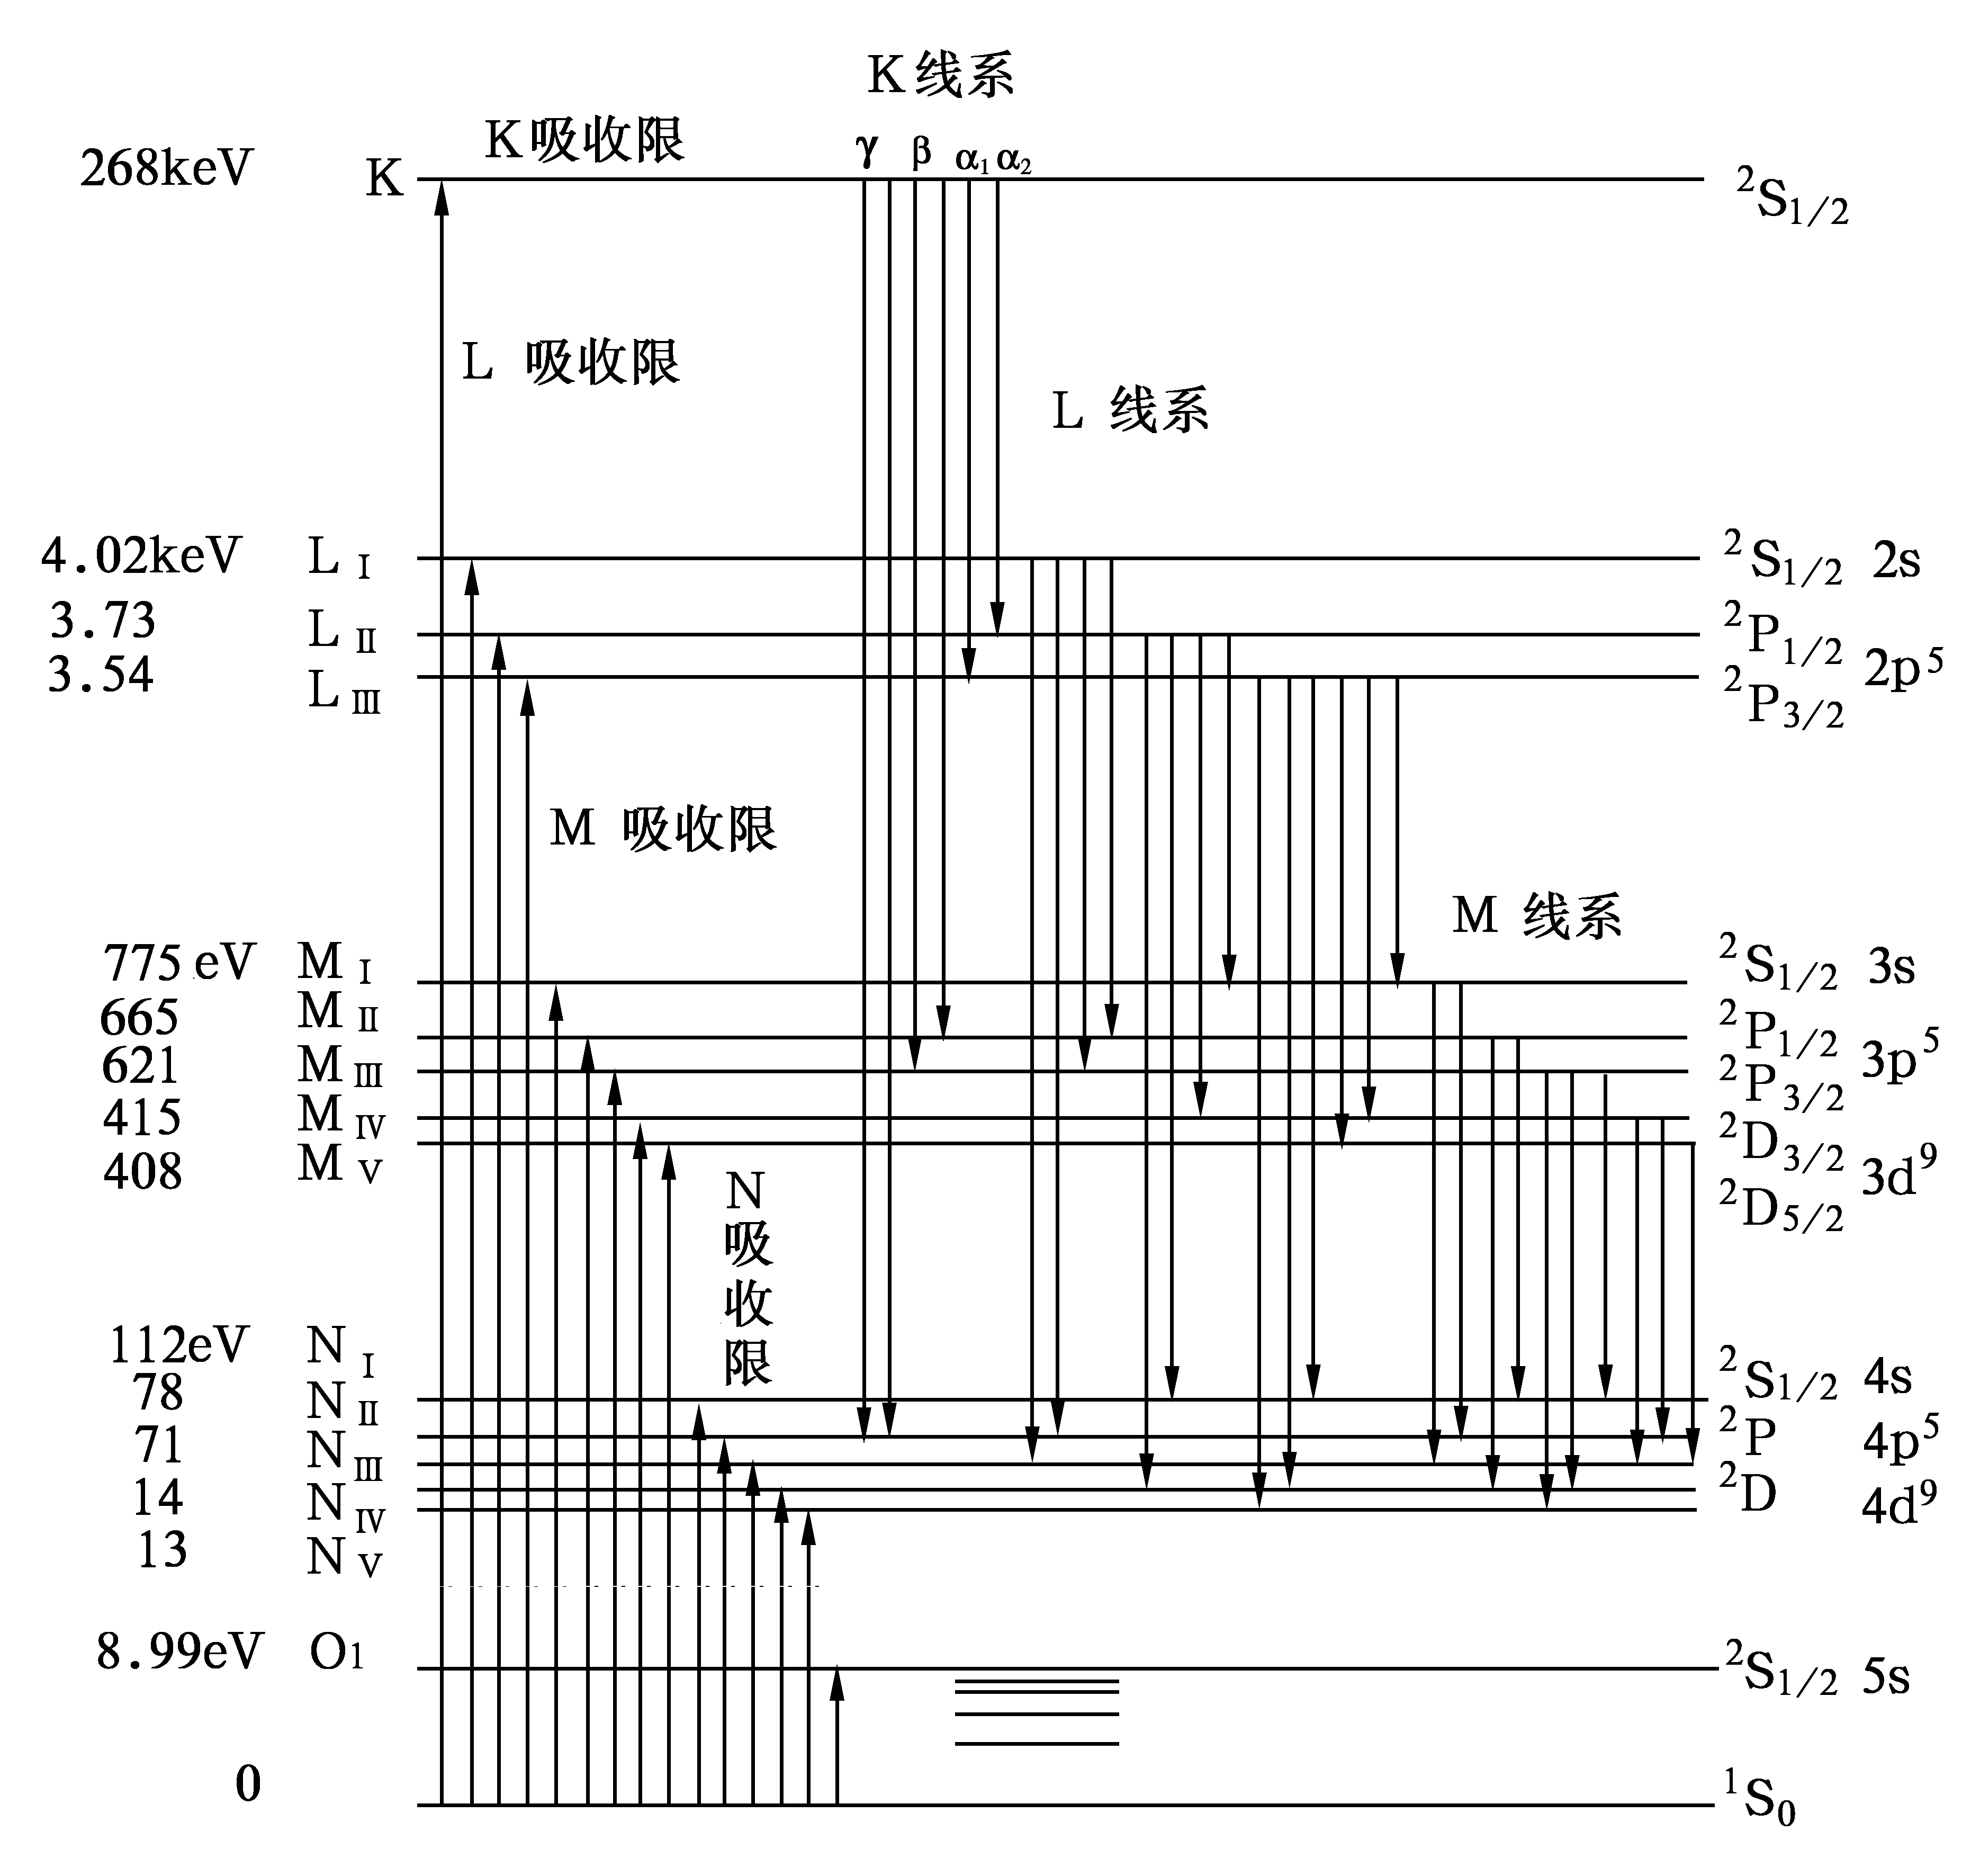 K 线系
K吸收限
γ β α₁ α₂
268keV K ²S₁/₂
L 吸收限
L 线系
4.02keV L Ⅰ ²S₁/₂ 2s
3.73 L Ⅱ ²P₁/₂
2p⁵
3.54 L Ⅲ ²P₃/₂
M 吸收限
M 线系
775 eV M Ⅰ ²S₁/₂ 3s
665 M Ⅱ ²P₁/₂
3p⁵
621 M Ⅲ ²P₃/₂
415 M Ⅳ ²D₃/₂
3d⁹
408 M Ⅴ ²D₅/₂
N
吸
收
限
112eV N Ⅰ ²S₁/₂ 4s
78 N Ⅱ
²P 4p⁵
71 N Ⅲ
²D 4d⁹
14 N Ⅳ
13 N Ⅴ
8.99eV O1 ²S₁/₂ 5s
0 ¹S₀